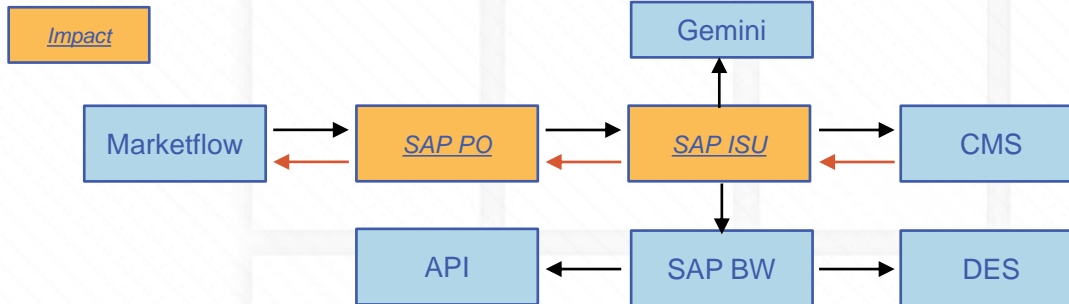 Impact
Gemini
Marketflow
SAP PO
SAP ISU
CMS
API
SAP BW
DES